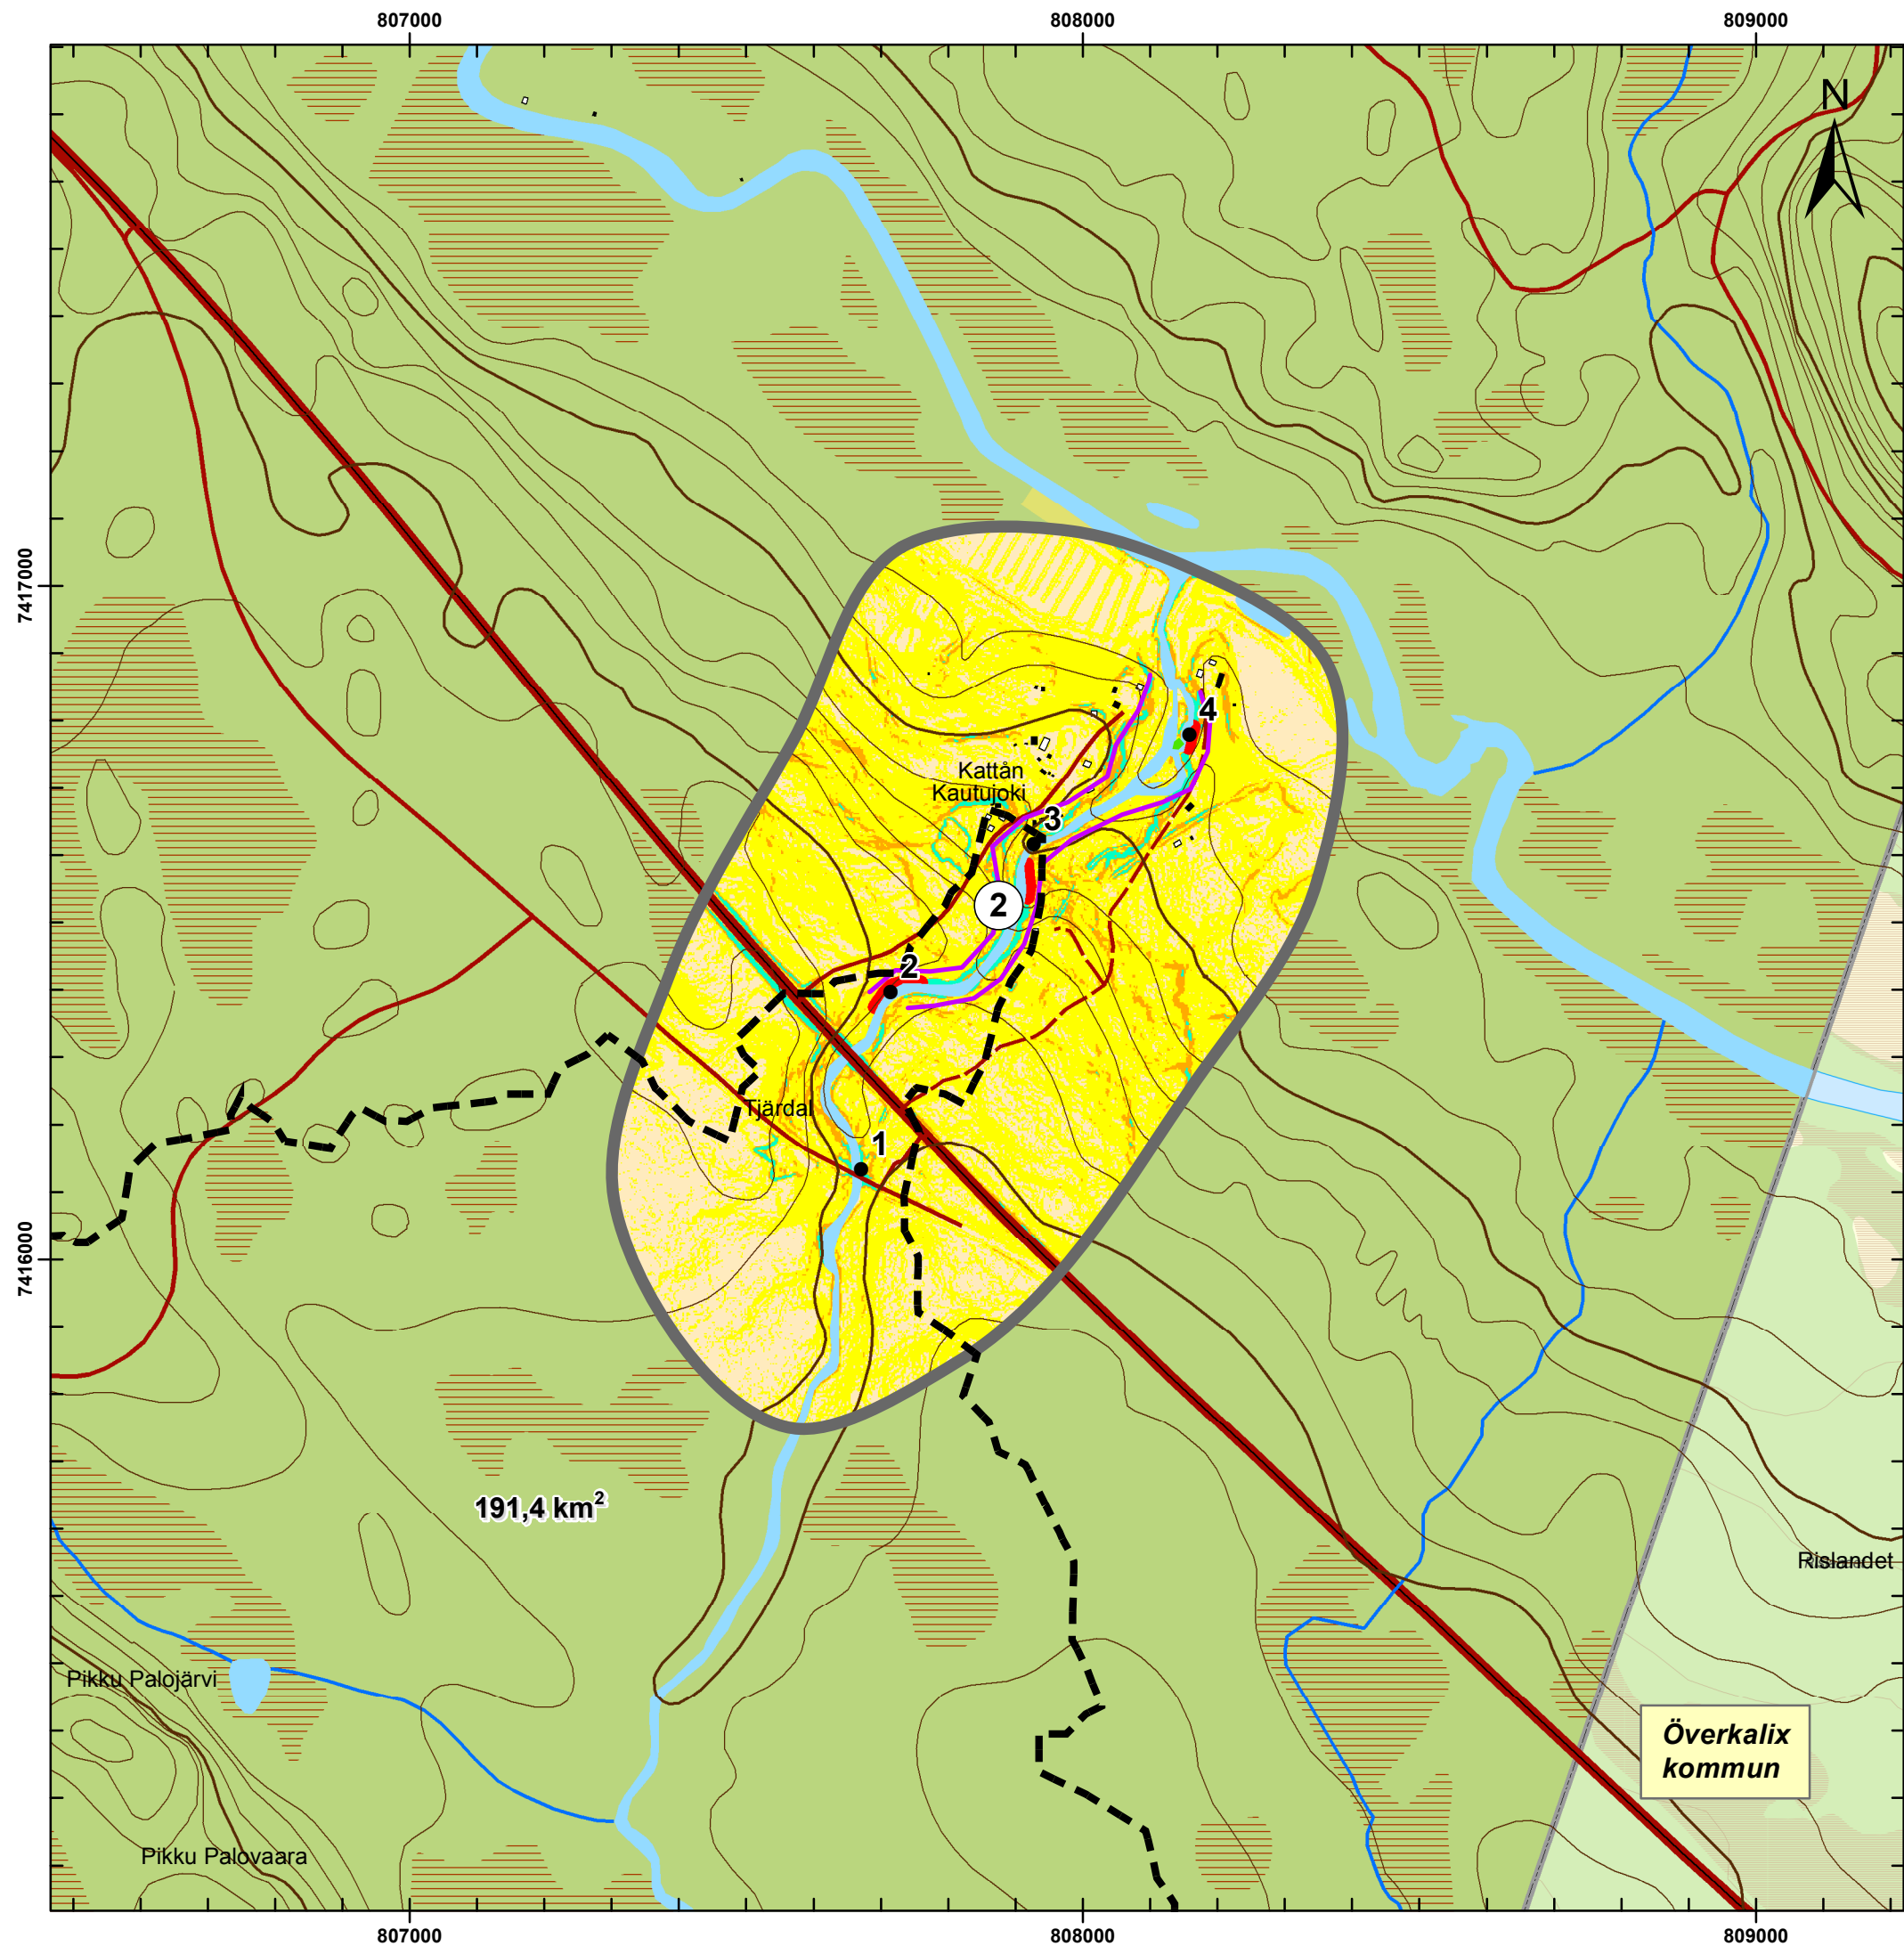 807000
808000
809000
N
7417000
4
Kattån
Kautujoki
3
2
2
Tjärdal
1
7416000
191,4 km²
Rislandet
Pikku Palojärvi
Överkalix
kommun
Pikku Palovaara
807000
808000
809000